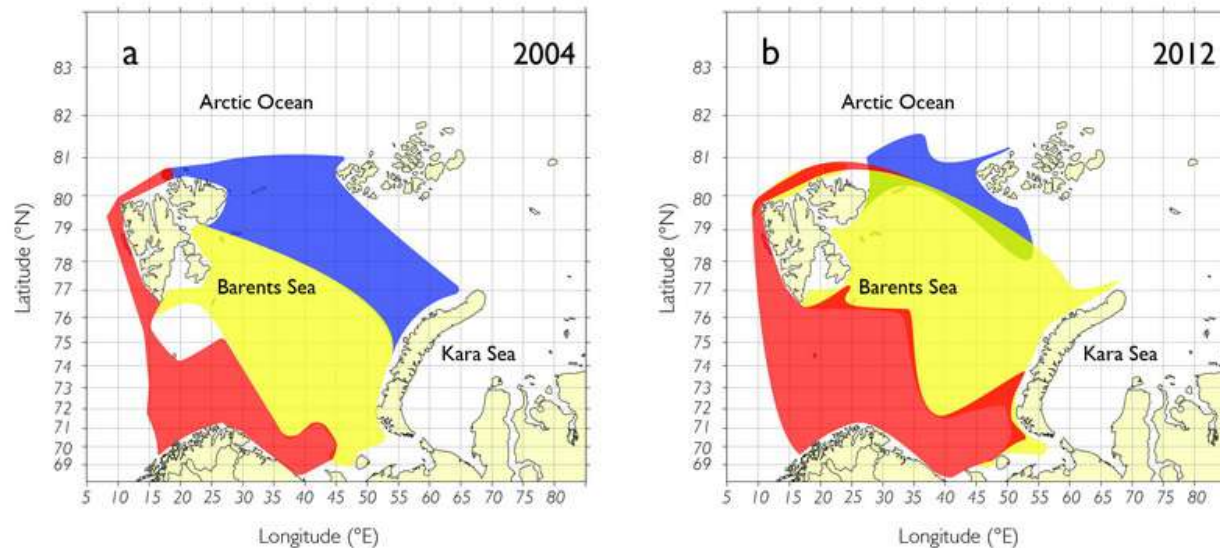 a 2004
Arctic Ocean
Barents Sea
Kara Sea
83
82
81
80
79
78
77
76
75
74
73
72
71
70
69
Latitude (°N)
5 10 15 20 25 30 35 40 45 50 55 60 65 70 75 80
Longitude (°E)
b 2012
Arctic Ocean
Barents Sea
Kara Sea
83
82
81
80
79
78
77
76
75
74
73
72
71
70
69
Latitude (°N)
5 10 15 20 25 30 35 40 45 50 55 60 65 70 75 80
Longitude (°E)